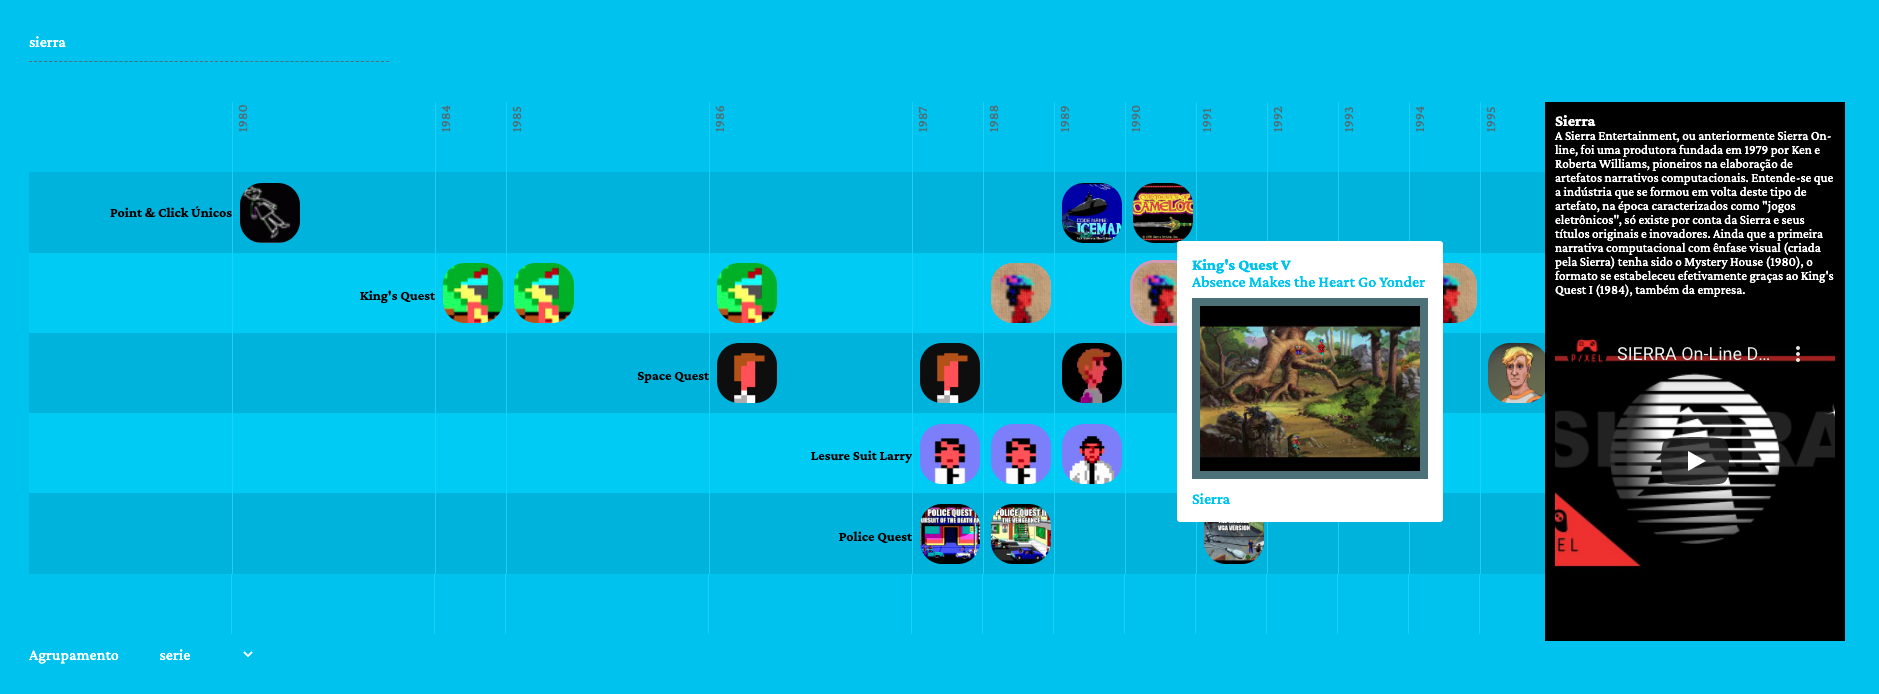 sierra
1980
1984
1985
1986
1987
1988
1989
1990
1991
1992
1993
1994
1995
Point & Click Únicos
CODE-NAME:
ICEMAN
CAMELOT
King's Quest
Space Quest
Lesure Suit Larry
Police Quest
POLICE QUEST
POLICE QUEST II
THE VENGEANCE
VGA VERSION
King's Quest V
Absence Makes the Heart Go Yonder
Sierra
Sierra
A Sierra Entertainment, ou anteriormente Sierra On-
line, foi uma produtora fundada em 1979 por Ken e
Roberta Williams, pioneiros na elaboração de
artefatos narrativos computacionais. Entende-se que
a indústria que se formou em volta deste tipo de
artefato, na época caracterizados como "jogos
eletrônicos", só existe por conta da Sierra e seus
títulos originais e inovadores. Ainda que a primeira
narrativa computacional com ênfase visual (criada
pela Sierra) tenha sido o Mystery House (1980), o
formato se estabeleceu efetivamente graças ao King's
Quest I (1984), também da empresa.
P/XEL
SIERRA On-Line D...
SIERRA
EL
Agrupamento
serie